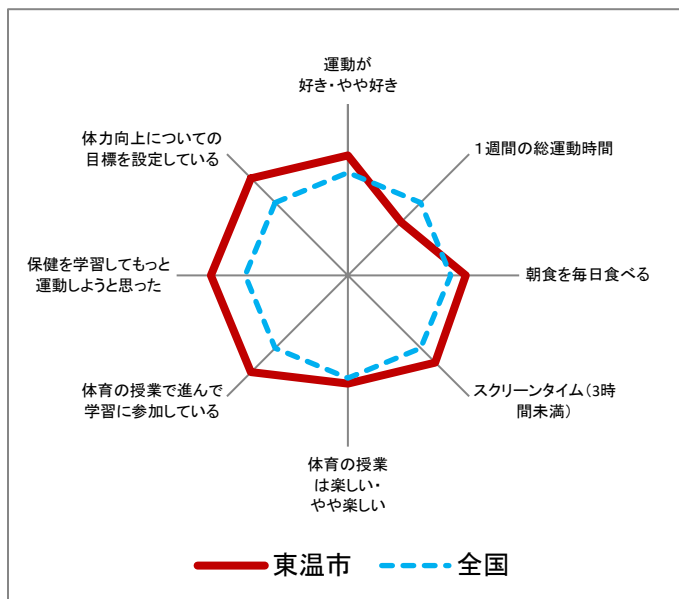 運動が
好き・やや好き
１週間の総運動時間
朝食を毎日食べる
スクリーンタイム（3時
間未満）
体育の授業
は楽しい・
やや楽しい
体育の授業で進んで
学習に参加している
保健を学習してもっと
運動しようと思った
体力向上についての
目標を設定している
東温市
全国